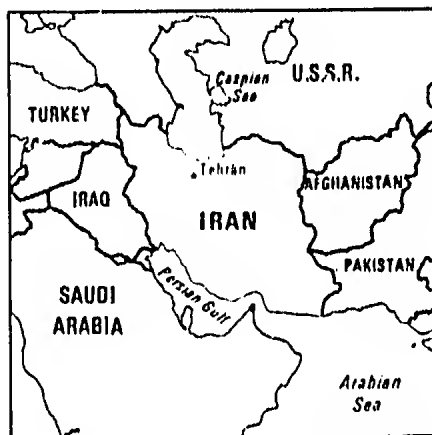 Caspian
Sea
U.S.S.R.
TURKEY
Tehran
AFGHANISTAN
IRAQ
IRAN
PAKISTAN
SAUDI
ARABIA
Persian Gulf
Arabian
Sea